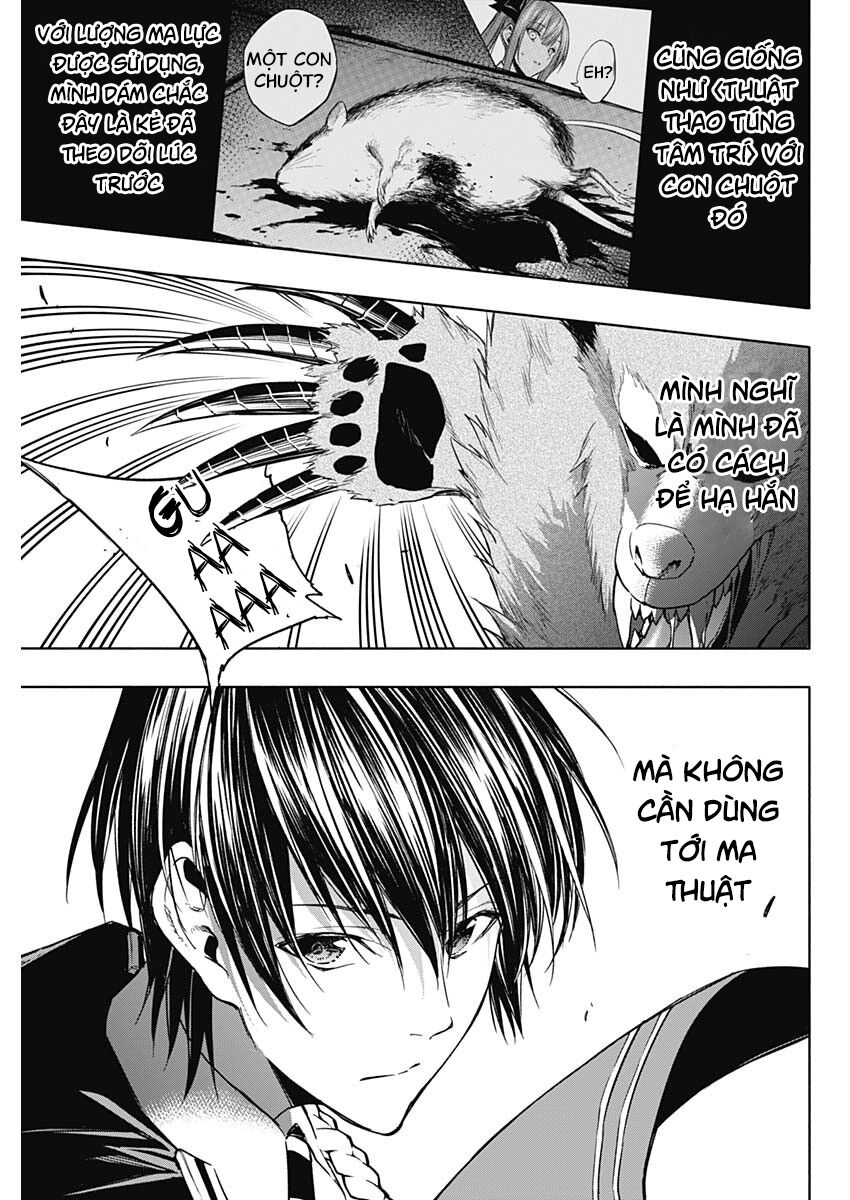 CŨNG GIỐNG
NHƯ <THUẬT
THAO TÚNG
TÂM TRÍ> VỚI
CON CHUỘT
ĐÓ
EH?
MỘT CON
CHUỘT?
VỚI LƯỢNG MA LỰC
ĐƯỢC SỬ DỤNG,
MÌNH DÁM CHẮC
ĐÂY LÀ KẺ ĐÃ
THEO DÕI LÚC
TRƯỚC
MÌNH NGHĨ
LÀ MÌNH ĐÃ
CÓ CÁCH
ĐỂ HẠ HẮN
GU
AA
AAA
MÀ KHÔNG
CẦN DÙNG
TỚI MA
THUẬT